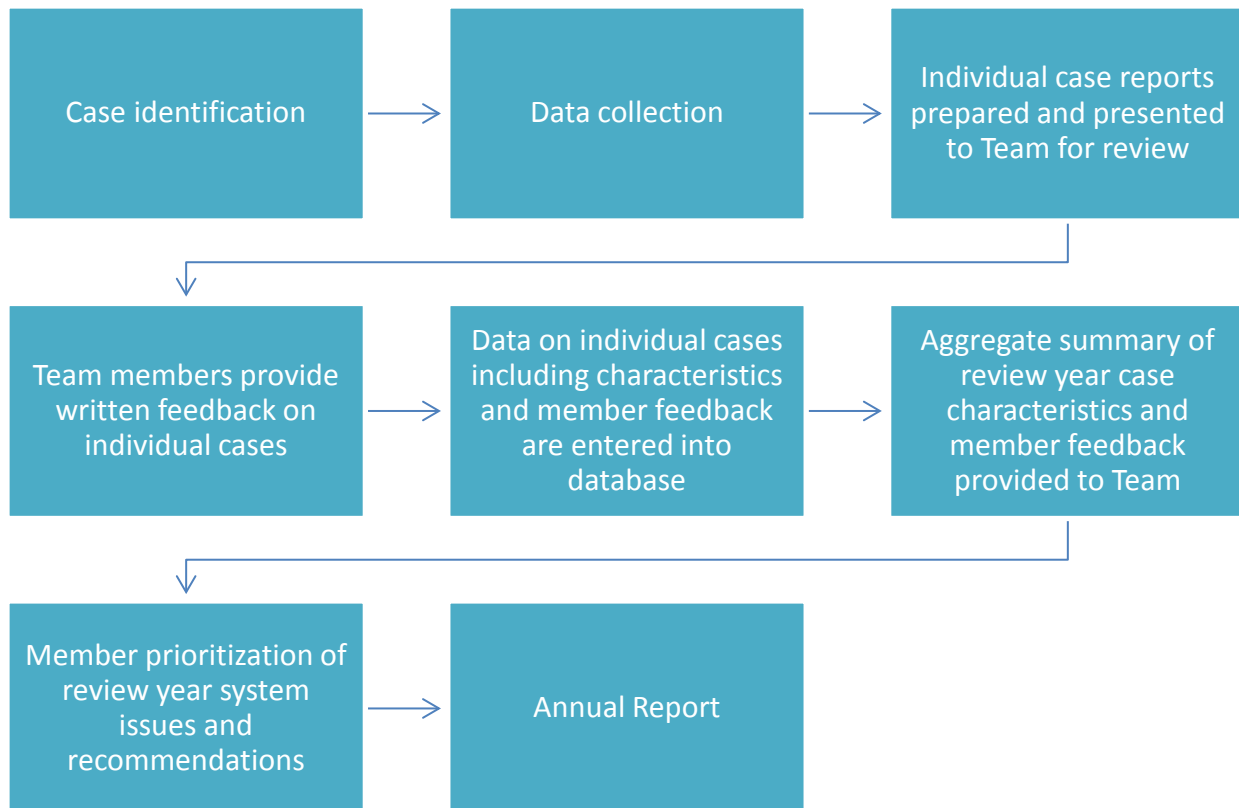 Case identification
Data collection
Individual case reports
prepared and presented
to Team for review
Team members provide
written feedback on
individual cases
Data on individual cases
including characteristics
and member feedback
are entered into
database
Aggregate summary of
review year case
characteristics and
member feedback
provided to Team
Member prioritization of
review year system
issues and
recommendations
Annual Report